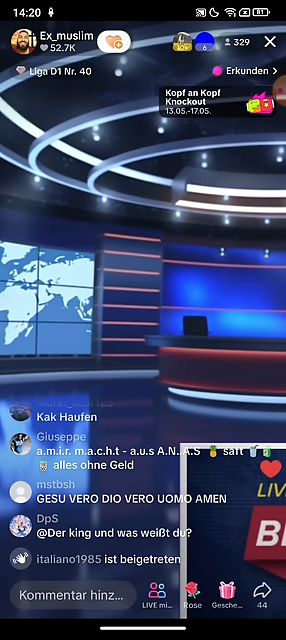 14:20
81
Ex_muslim
52.7K
329
Liga D1 Nr. 40
Erkunden >
Kopf an Kopf
Knockout
13.05.-17.05.
Kak Haufen
Giuseppe
a.m.i.r. m.a.c.h.t - a.u.s A.N..A.S 🍍 saft 🥤🧃
🧋 alles ohne Geld
mstbsh
GESU VERO DIO VERO UOMO AMEN
DpS
@Der king und was weißt du?
italiano1985 ist beigetreten
LIV
B
Kommentar hinz...
LIVE mi...
Rose
Gesche...
44